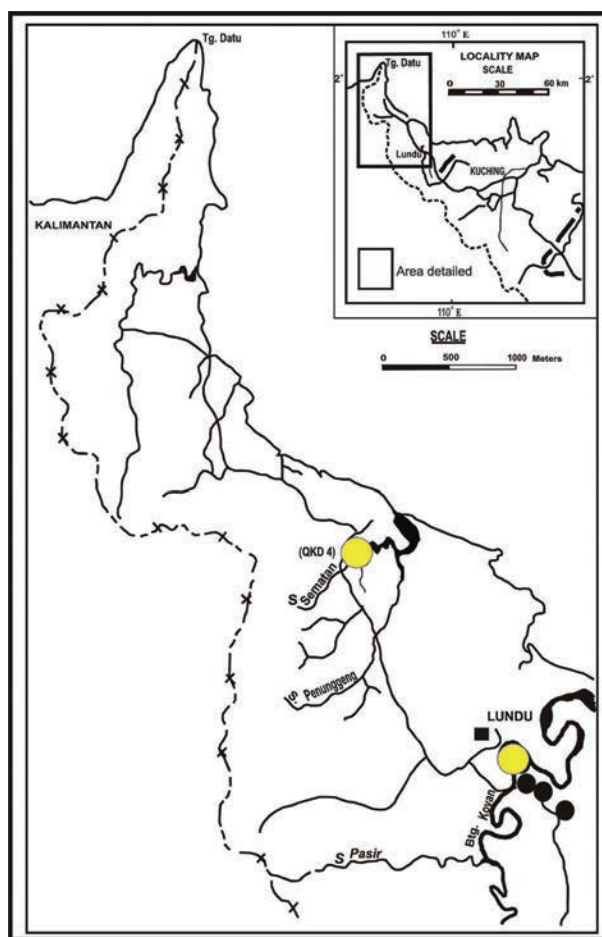 Tg. Datu
110° E
LOCALITY MAP
SCALE
0 30 60 km
2°
Tg. Datu
2°
Lundu
KUCHING
Area detailed
110° E
KALIMANTAN
SCALE
0 500 1000 Meters
(QKD 4)
S Sematan
S. Penunggeng
LUNDU
Btg. Kayan
S Pasir